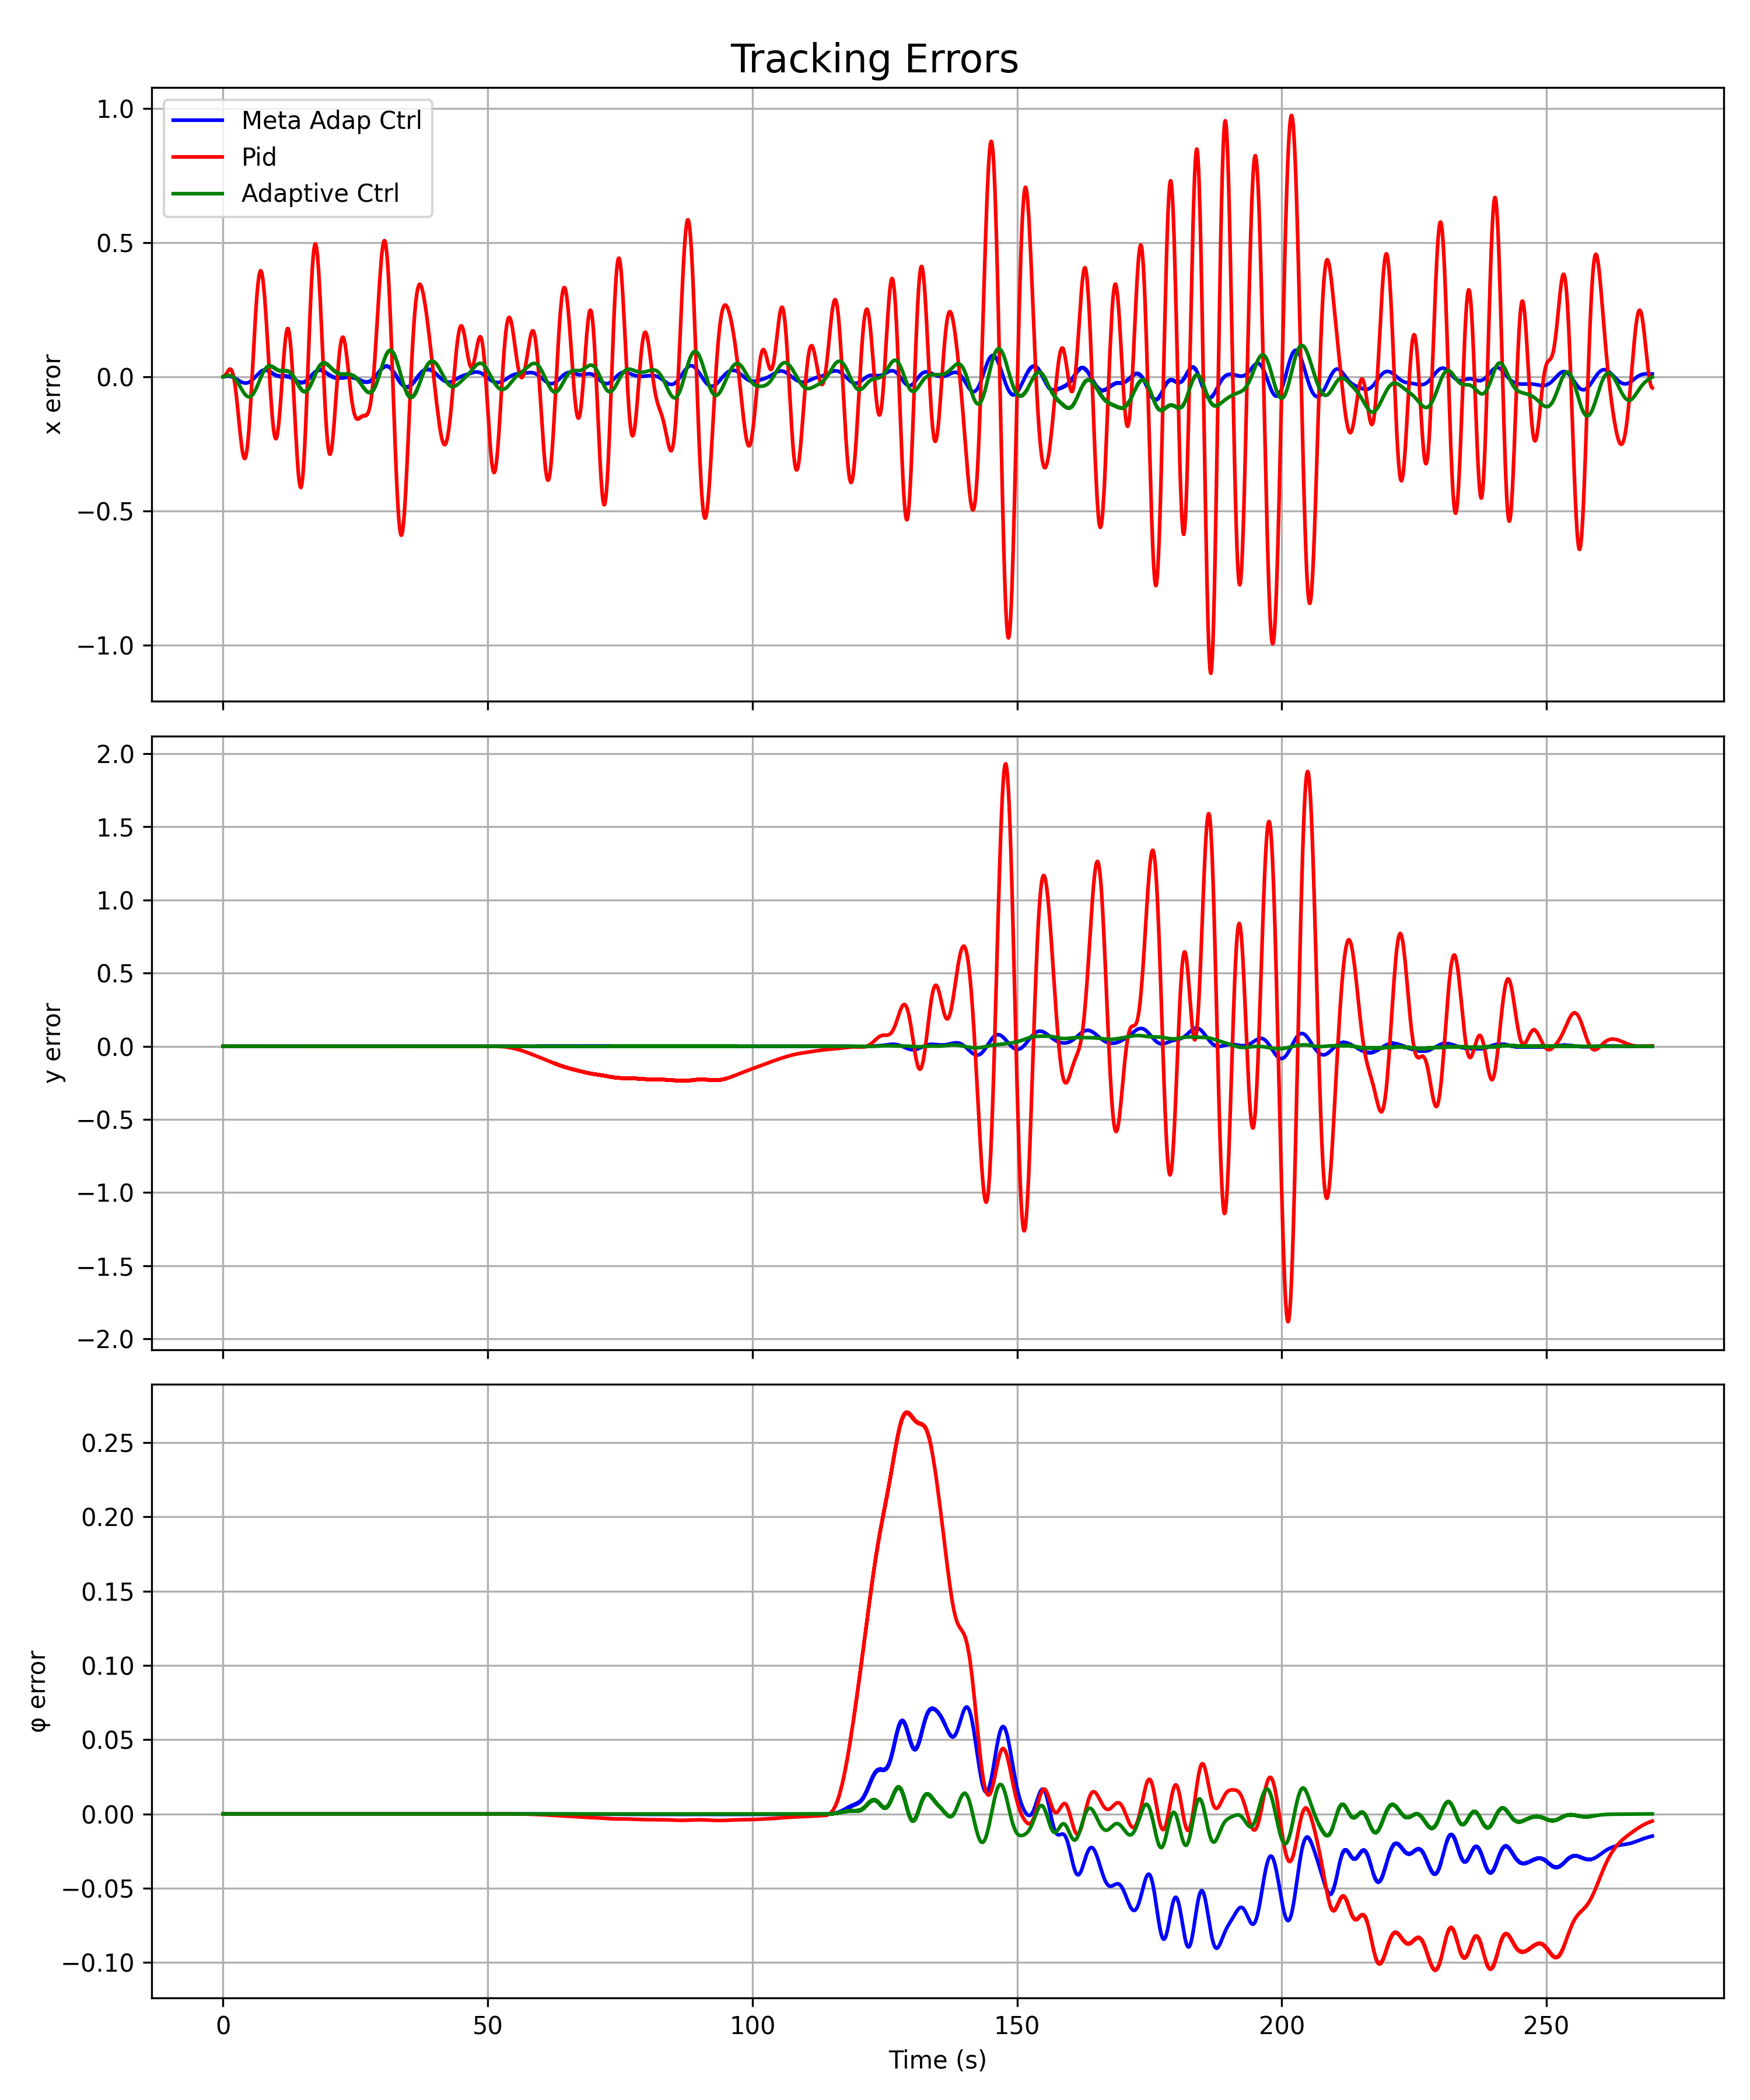 Tracking Errors
Meta Adap Ctrl
Pid
Adaptive Ctrl
1.0
0.5
0.0
−0.5
−1.0
x error
2.0
1.5
1.0
0.5
0.0
−0.5
−1.0
−1.5
−2.0
y error
0.25
0.20
0.15
0.10
0.05
0.00
−0.05
−0.10
φ error
0 50 100 150 200 250
Time (s)